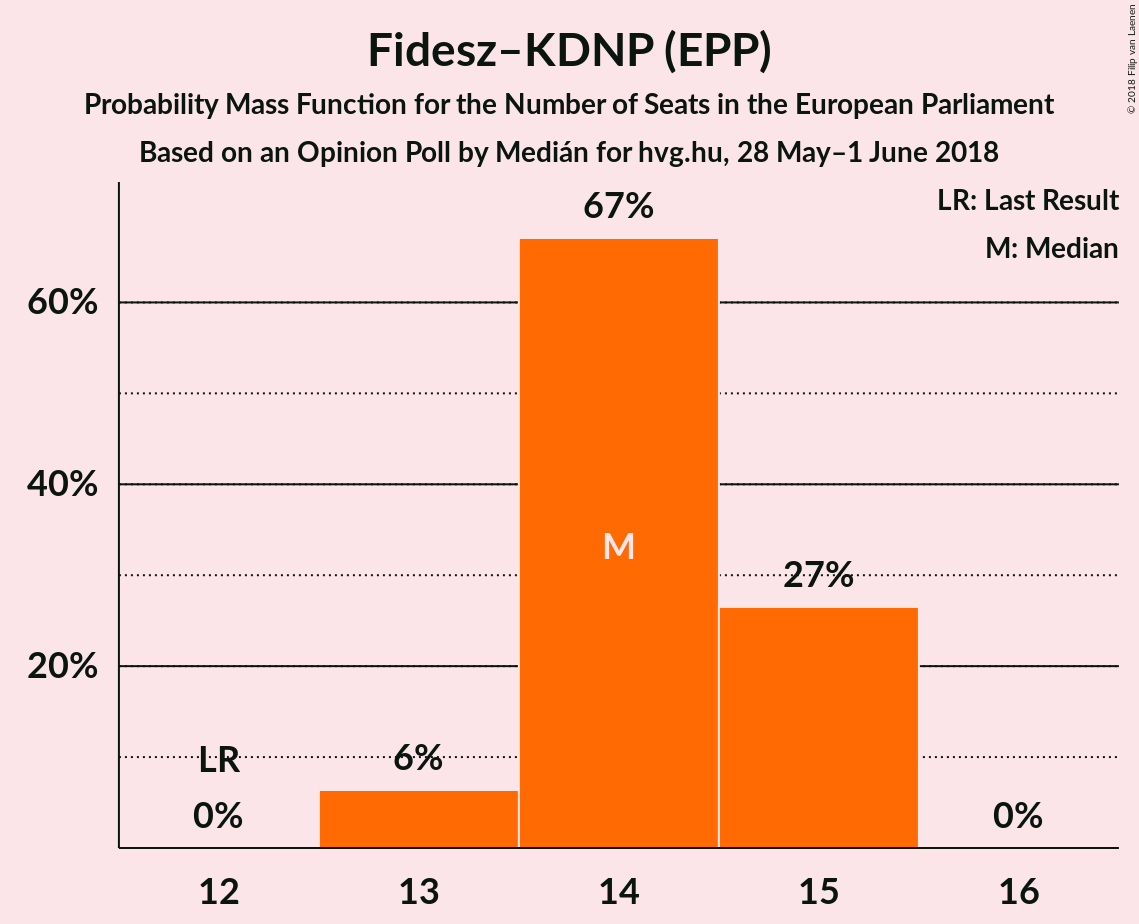 Fidesz–KDNP (EPP)
Probability Mass Function for the Number of Seats in the European Parliament
Based on an Opinion Poll by Medián for hvg.hu, 28 May–1 June 2018
© 2018 Filip van Laenen
LR: Last Result
M: Median
67%
60%
40%
M
27%
20%
LR
6%
0%
0%
12 13 14 15 16